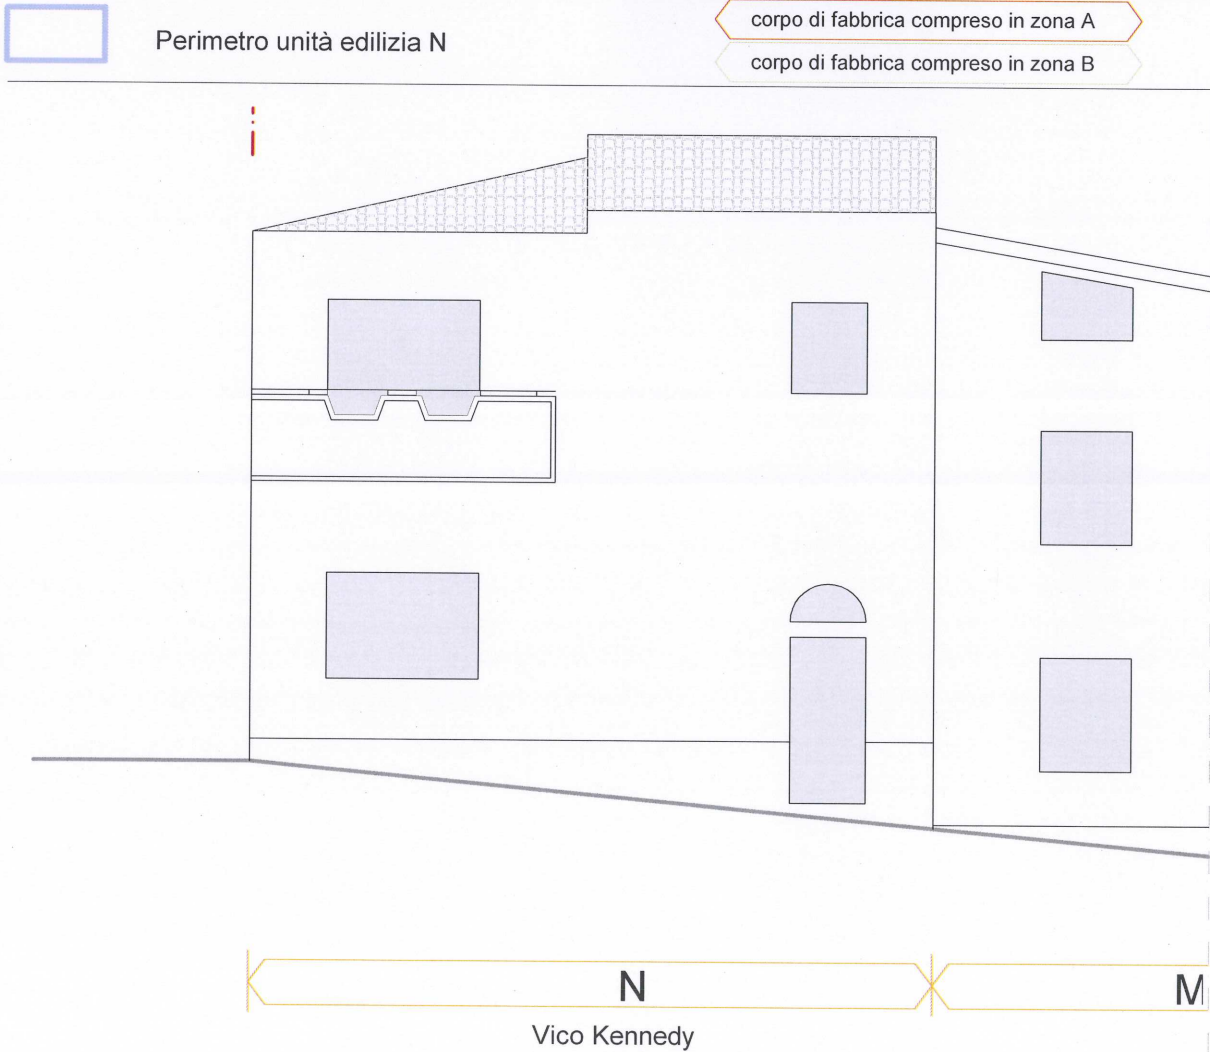 Perimetro unità edilizia N
corpo di fabbrica compreso in zona A
corpo di fabbrica compreso in zona B
N
M
Vico Kennedy